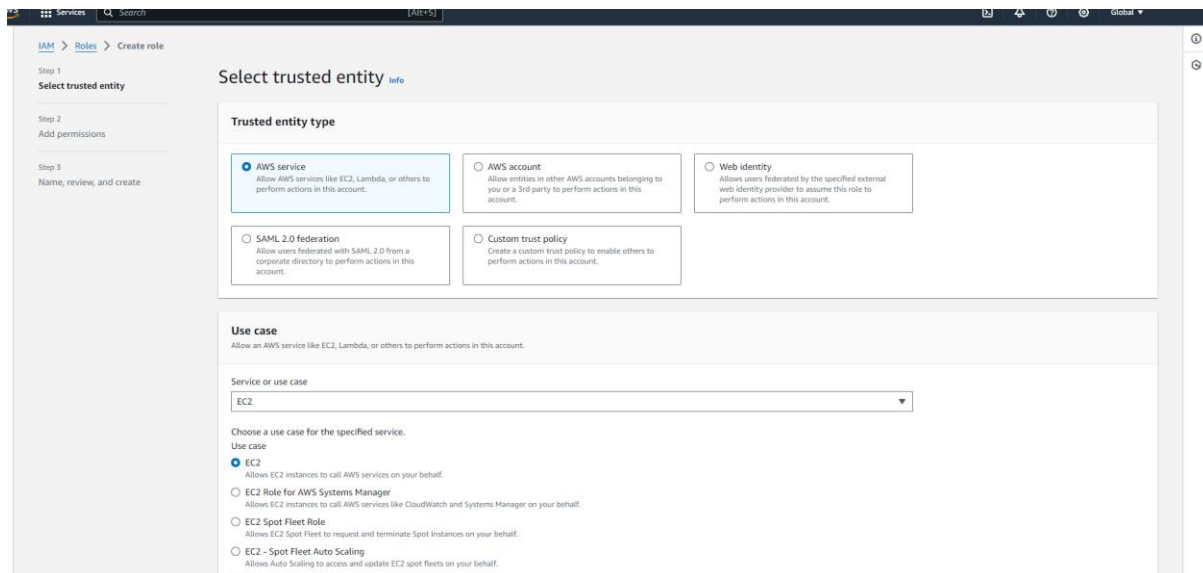 Services
Search
[Alt+S]
Global
IAM > Roles > Create role
Step 1
Select trusted entity
Step 2
Add permissions
Step 3
Name, review, and create
Select trusted entity Info
Trusted entity type
AWS service
Allow AWS services like EC2, Lambda, or others to
perform actions in this account.
AWS account
Allow entities in other AWS accounts belonging to
you or a 3rd party to perform actions in this
account.
Web identity
Allows users federated by the specified external
web identity provider to assume this role to
perform actions in this account.
SAML 2.0 federation
Allow users federated with SAML 2.0 from a
corporate directory to perform actions in this
account.
Custom trust policy
Create a custom trust policy to enable others to
perform actions in this account.
Use case
Allow an AWS service like EC2, Lambda, or others to perform actions in this account.
Service or use case
EC2
Choose a use case for the specified service.
Use case
EC2
Allows EC2 instances to call AWS services on your behalf.
EC2 Role for AWS Systems Manager
Allows EC2 instances to call AWS services like CloudWatch and Systems Manager on your behalf.
EC2 Spot Fleet Role
Allows EC2 Spot Fleet to request and terminate Spot Instances on your behalf.
EC2 - Spot Fleet Auto Scaling
Allows Auto Scaling to access and update EC2 spot fleets on your behalf.